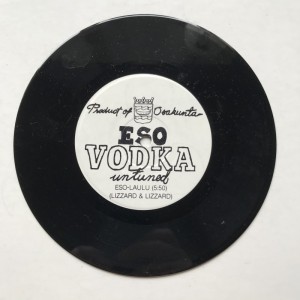 Product of Osakunta
ESO
VODKA
untuned
ESO-LAULU (5:50)
(LIZZARD & LIZZARD)